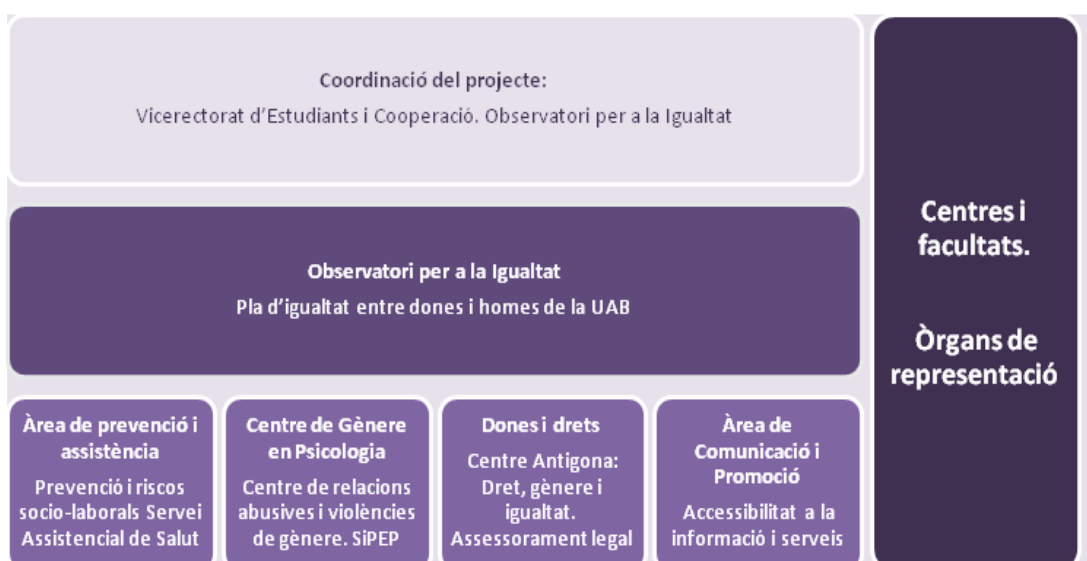 Coordinació del projecte:
Vicerectorat d'Estudiants i Cooperació. Observatori per a la Igualtat
Observatori per a la Igualtat
Pla d'igualtat entre dones i homes de la UAB
Àrea de prevenció i
assistència
Prevenció i riscos
socio-laborals Servei
Assistencial de Salut
Centre de Gènere
en Psicologia
Centre de relacions
abusives i violències
de gènere. SiPEP
Dones i drets
Centre Antigona:
Dret, gènere i
igualtat.
Assessorament legal
Àrea de
Comunicació i
Promoció
Accessibilitat a la
informació i serveis
Centres i
facultats.
Òrgans de
representació